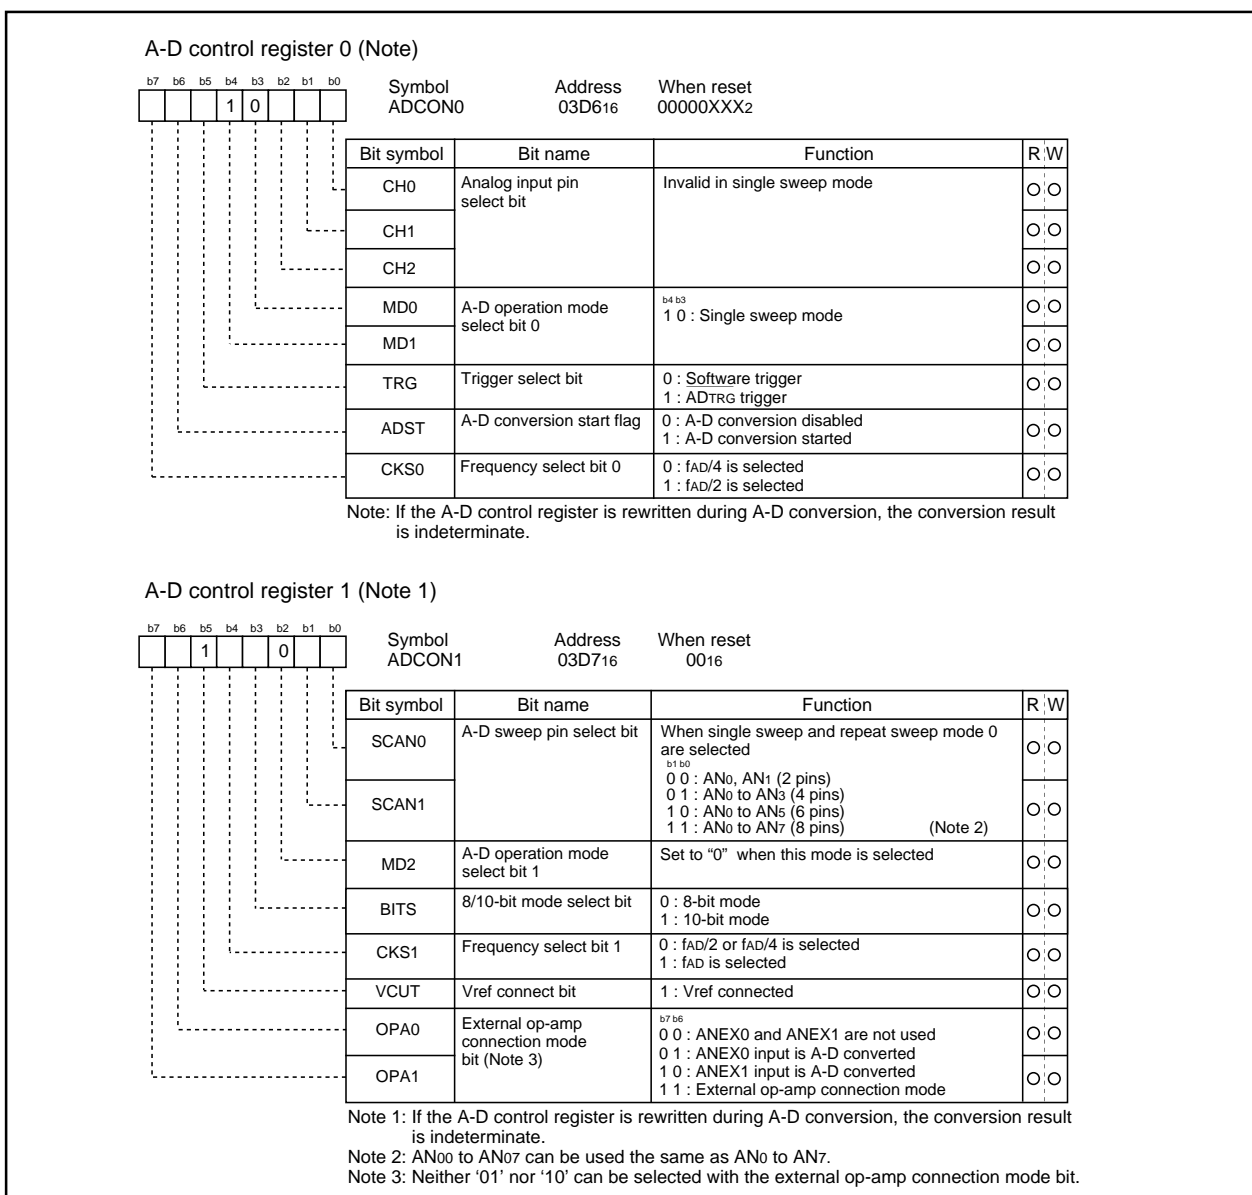 A-D control register 0 (Note)
b7 b6 b5 b4 b3 b2 b1 b0
1 0
Symbol Address When reset
ADCON0 03D616 00000XXX2
Bit symbol Bit name Function R W
CH0 Analog input pin select bit Invalid in single sweep mode
CH1
CH2
MD0 A-D operation mode select bit 0 b4 b3
1 0 : Single sweep mode
MD1
TRG Trigger select bit 0 : Software trigger
1 : ADTRG trigger
ADST A-D conversion start flag 0 : A-D conversion disabled
1 : A-D conversion started
CKS0 Frequency select bit 0 0 : fAD/4 is selected
1 : fAD/2 is selected
Note: If the A-D control register is rewritten during A-D conversion, the conversion result
is indeterminate.
A-D control register 1 (Note 1)
b7 b6 b5 b4 b3 b2 b1 b0
1 0
Symbol Address When reset
ADCON1 03D716 0016
Bit symbol Bit name Function R W
SCAN0 A-D sweep pin select bit When single sweep and repeat sweep mode 0
are selected
b1 b0
0 0 : AN0, AN1 (2 pins)
0 1 : AN0 to AN3 (4 pins)
SCAN1 1 0 : AN0 to AN5 (6 pins)
1 1 : AN0 to AN7 (8 pins) (Note 2)
MD2 A-D operation mode select bit 1 Set to “0” when this mode is selected
BITS 8/10-bit mode select bit 0 : 8-bit mode
1 : 10-bit mode
CKS1 Frequency select bit 1 0 : fAD/2 or fAD/4 is selected
1 : fAD is selected
VCUT Vref connect bit 1 : Vref connected
OPA0 External op-amp connection mode bit (Note 3) b7 b6
0 0 : ANEX0 and ANEX1 are not used
0 1 : ANEX0 input is A-D converted
OPA1 1 0 : ANEX1 input is A-D converted
1 1 : External op-amp connection mode
Note 1: If the A-D control register is rewritten during A-D conversion, the conversion result
is indeterminate.
Note 2: AN00 to AN07 can be used the same as AN0 to AN7.
Note 3: Neither ‘01’ nor ‘10’ can be selected with the external op-amp connection mode bit.